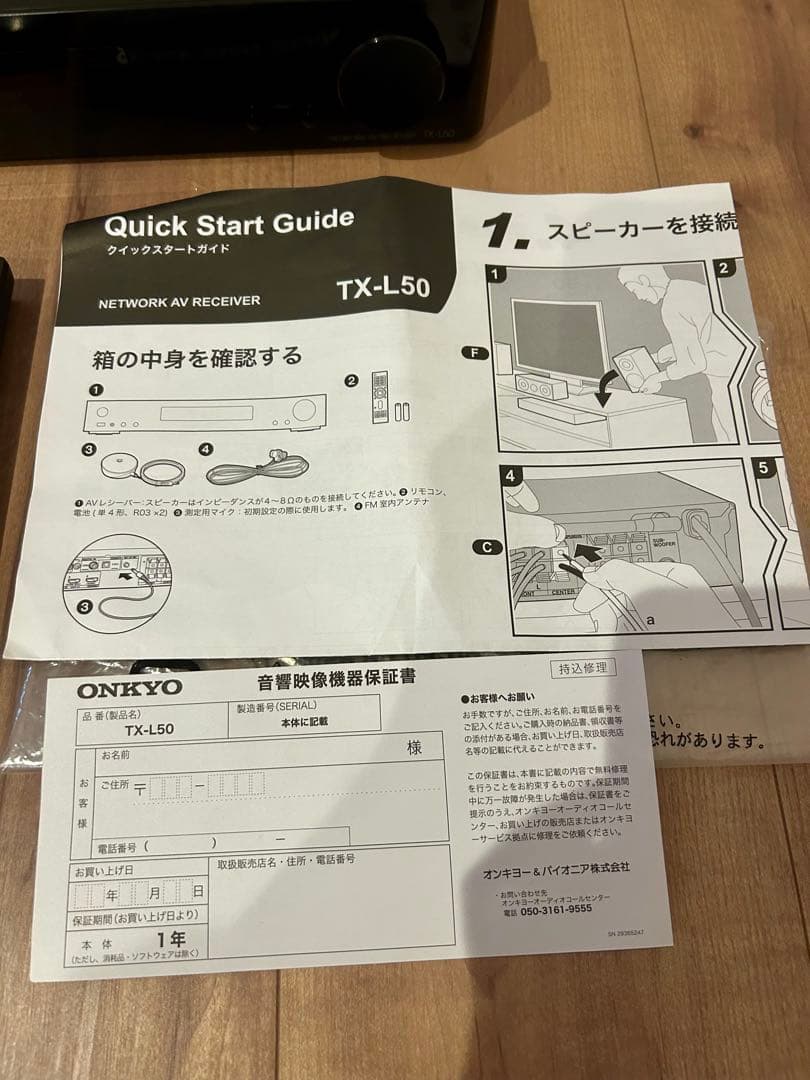 TX-L50
Quick Start Guide
クイックスタートガイド
NETWORK AV RECEIVER
TX-L50
箱の中身を確認する
1
2
3
4
❶ AVレシーバー：スピーカーはインピーダンスが4～8Ωのものを接続してください。❷ リモコン、
電池(単4形、R03 ×2) ❸ 測定用マイク：初期設定の際に使用します。❹ FM室内アンテナ
3
1. スピーカーを接続
1
2
F
4
5
C
SUB
WOOFER
L
CENTER
a
ONKYO
音響映像機器保証書
持込修理
品 番(製品名)
TX-L50
製造番号(SERIAL)
本体に記載
お客様
お名前
様
ご住所 〒 －
電話番号 ( ) －
お買い上げ日
年 月 日
保証期間(お買い上げ日より)
本 体 1年
(ただし、消耗品・ソフトウェアは除く)
取扱販売店名・住所・電話番号
●お客様へお願い
お手数ですが、ご住所、お名前、お電話番号を
ご記入ください。ご購入時の納品書、領収書等
の添付がある場合、お買い上げ日、取扱販売店
名等の記載に代えることができます。
この保証書は、本書に記載の内容で無料修理
を行うことをお約束するものです。保証期間
中に万一故障が発生した場合は、保証書をご
提示のうえ、オンキヨーオーディオコールセ
ンター、お買い上げの販売店またはオンキヨ
ーサービス拠点に修理をご依頼ください。
オンキヨー＆パイオニア株式会社
・お問い合わせ先
オンキヨーオーディオコールセンター
電話 050-3161-9555
SN 29365247
さい。
恐れがあります。